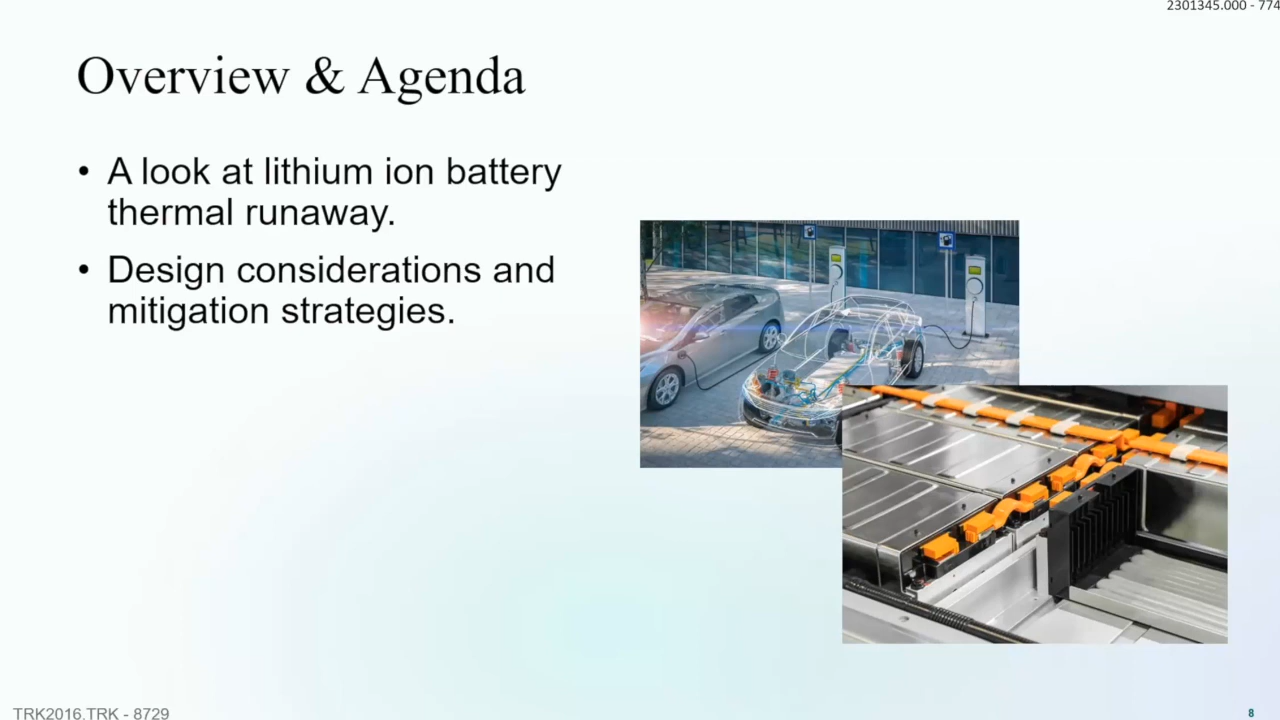 2301345.000 - 774
Overview & Agenda
• A look at lithium ion battery
thermal runaway.
• Design considerations and
mitigation strategies.
TRK2016.TRK - 8729
8